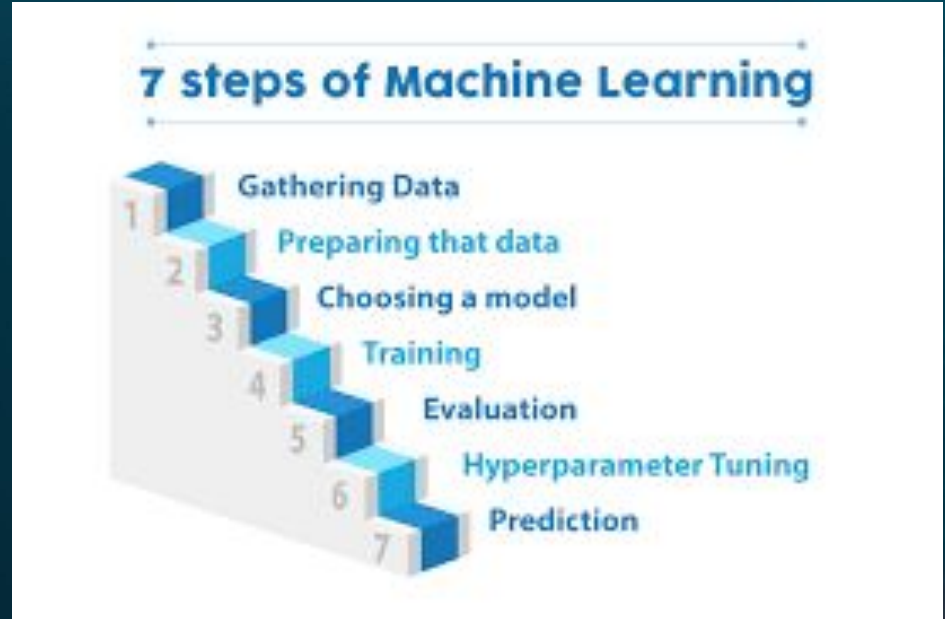 7 steps of Machine Learning
1 Gathering Data
2 Preparing that data
3 Choosing a model
4 Training
5 Evaluation
6 Hyperparameter Tuning
7 Prediction